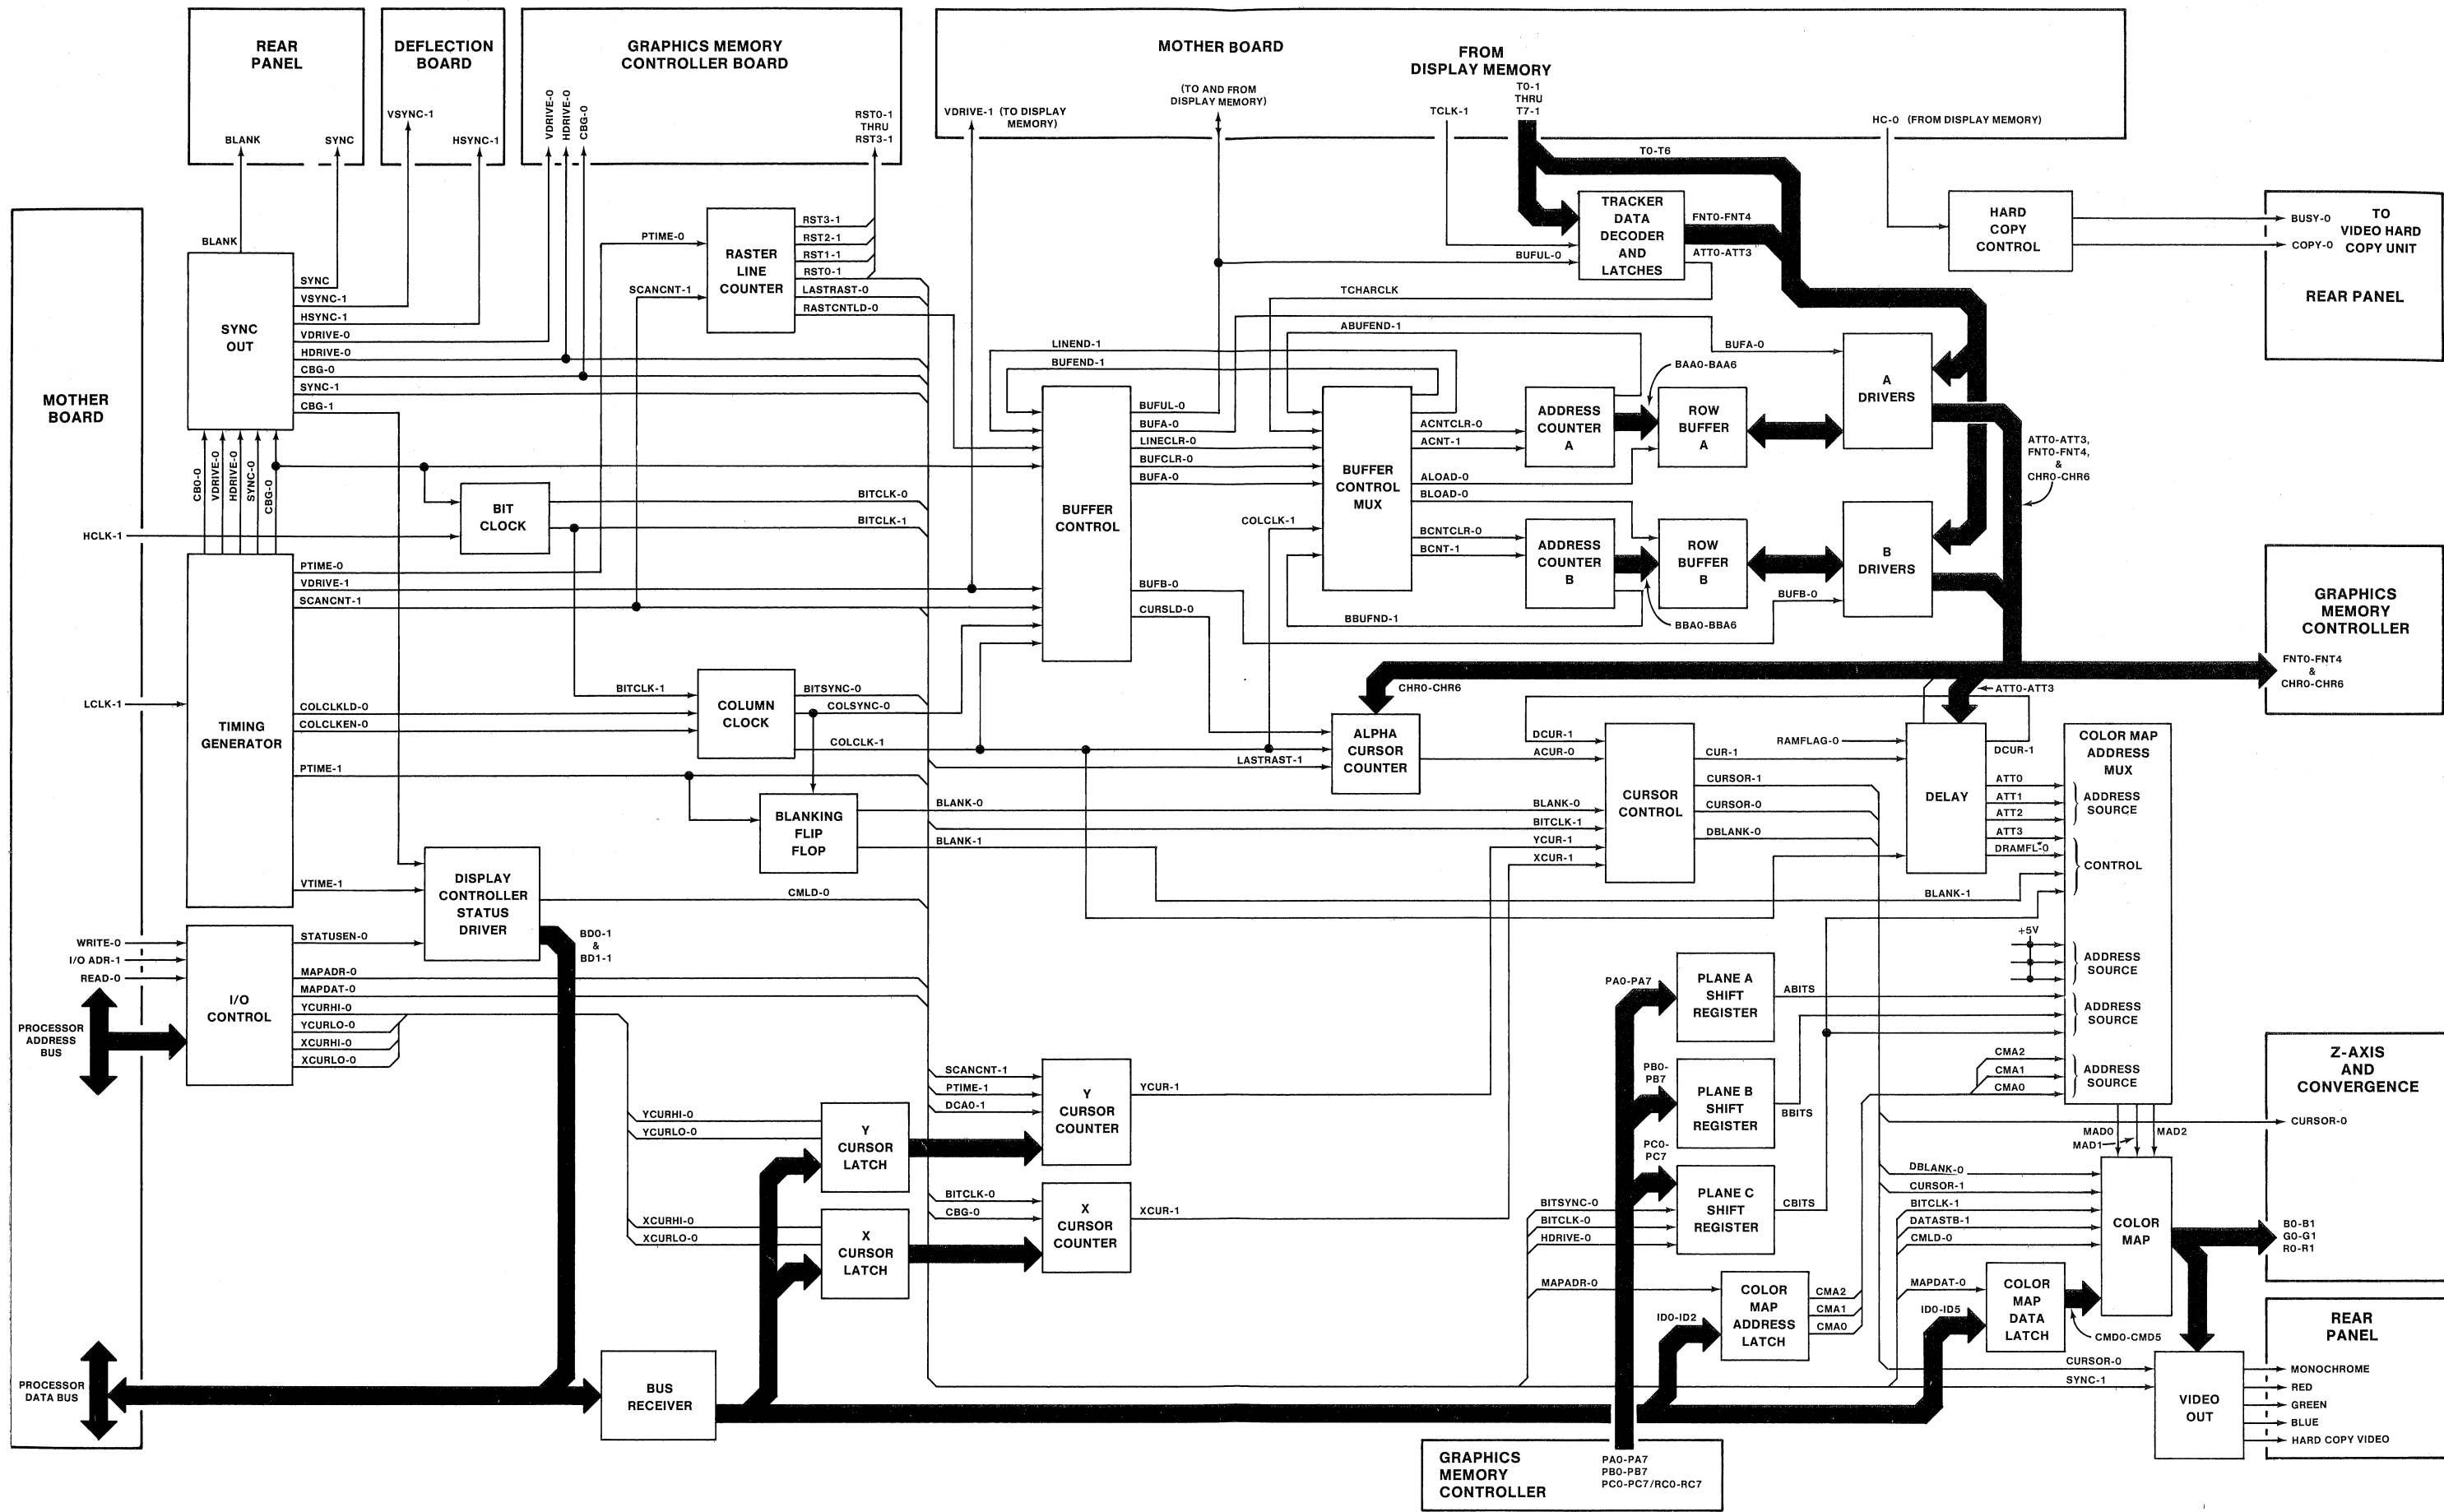 REAR
PANEL
BLANK
SYNC
DEFLECTION
BOARD
VSYNC-1
HSYNC-1
GRAPHICS MEMORY
CONTROLLER BOARD
VDRIVE-0
HDRIVE-0
CBG-0
RST0-1
THRU
RST3-1
MOTHER BOARD
VDRIVE-1 (TO DISPLAY
MEMORY)
(TO AND FROM
DISPLAY MEMORY)
FROM
DISPLAY MEMORY
T0-1
THRU
T7-1
TCLK-1
HC-0 (FROM DISPLAY MEMORY)
T0-T6
TRACKER
DATA
DECODER
AND
LATCHES
FNT0-FNT4
ATT0-ATT3
BUFUL-0
TCHARCLK
HARD
COPY
CONTROL
BUSY-0
COPY-0
TO
VIDEO HARD
COPY UNIT
REAR PANEL
MOTHER
BOARD
BLANK
SYNC
OUT
SYNC
VSYNC-1
HSYNC-1
VDRIVE-0
HDRIVE-0
CBG-0
SYNC-1
CBG-1
CB0-0
VDRIVE-0
HDRIVE-0
SYNC-0
CBG-0
PTIME-0
SCANCNT-1
RASTER
LINE
COUNTER
RST3-1
RST2-1
RST1-1
RST0-1
LASTRAST-0
RASTCNTLD-0
BIT
CLOCK
BITCLK-0
BITCLK-1
HCLK-1
LINEND-1
BUFEND-1
ABUFEND-1
BUFFER
CONTROL
BUFUL-0
BUFA-0
LINECLR-0
BUFCLR-0
BUFA-0
BUFB-0
CURSLD-0
COLCLK-1
BUFFER
CONTROL
MUX
ACNTCLR-0
ACNT-1
ALOAD-0
BLOAD-0
BCNTCLR-0
BCNT-1
BBUFND-1
ADDRESS
COUNTER
A
ADDRESS
COUNTER
B
BAA0-BAA6
BBA0-BBA6
ROW
BUFFER
A
ROW
BUFFER
B
BUFA-0
A
DRIVERS
B
DRIVERS
BUFB-0
ATT0-ATT3,
FNT0-FNT4,
&
CHR0-CHR6
GRAPHICS
MEMORY
CONTROLLER
FNT0-FNT4
&
CHR0-CHR6
PTIME-0
VDRIVE-1
SCANCNT-1
LCLK-1
TIMING
GENERATOR
COLCLKLD-0
COLCLKEN-0
PTIME-1
VTIME-1
BITCLK-1
COLUMN
CLOCK
BITSYNC-0
COLSYNC-0
COLCLK-1
BLANKING
FLIP
FLOP
BLANK-0
BLANK-1
CHR0-CHR6
ALPHA
CURSOR
COUNTER
LASTRAST-1
DCUR-1
ACUR-0
BLANK-0
BITCLK-1
YCUR-1
XCUR-1
CURSOR
CONTROL
CUR-1
CURSOR-1
CURSOR-0
DBLANK-0
RAMFLAG-0
ATT0-ATT3
DELAY
DCUR-1
ATT0
ATT1
ATT2
ATT3
DRAMFL-0
BLANK-1
+5V
COLOR MAP
ADDRESS
MUX
ADDRESS
SOURCE
CONTROL
ADDRESS
SOURCE
ADDRESS
SOURCE
ADDRESS
SOURCE
CMA2
CMA1
CMA0
MAD0
MAD1
MAD2
DISPLAY
CONTROLLER
STATUS
DRIVER
CMLD-0
BD0-1
&
BD1-1
WRITE-0
I/O ADR-1
READ-0
PROCESSOR
ADDRESS
BUS
I/O
CONTROL
STATUSEN-0
MAPADR-0
MAPDAT-0
YCURHI-0
YCURLO-0
XCURHI-0
XCURLO-0
YCURHI-0
YCURLO-0
XCURHI-0
XCURLO-0
Y
CURSOR
LATCH
X
CURSOR
LATCH
SCANCNT-1
PTIME-1
DCA0-1
Y
CURSOR
COUNTER
YCUR-1
BITCLK-0
CBG-0
X
CURSOR
COUNTER
XCUR-1
PA0-PA7
PLANE A
SHIFT
REGISTER
ABITS
PB0-
PB7
PLANE B
SHIFT
REGISTER
BBITS
PC0-
PC7
PLANE C
SHIFT
REGISTER
CBITS
BITSYNC-0
BITCLK-0
HDRIVE-0
MAPADR-0
ID0-ID2
COLOR
MAP
ADDRESS
LATCH
CMA2
CMA1
CMA0
DBLANK-0
CURSOR-1
BITCLK-1
DATASTB-1
CMLD-0
MAPDAT-0
ID0-ID5
COLOR
MAP
DATA
LATCH
CMD0-CMD5
COLOR
MAP
Z-AXIS
AND
CONVERGENCE
CURSOR-0
B0-B1
G0-G1
R0-R1
PROCESSOR
DATA BUS
BUS
RECEIVER
CURSOR-0
SYNC-1
VIDEO
OUT
REAR
PANEL
MONOCHROME
RED
GREEN
BLUE
HARD COPY VIDEO
GRAPHICS
MEMORY
CONTROLLER
PA0-PA7
PB0-PB7
PC0-PC7/RC0-RC7